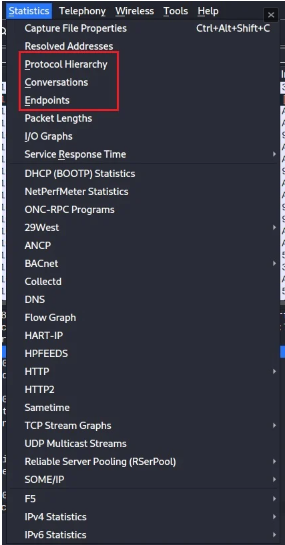 Statistics Telephony Wireless Tools Help
Capture File Properties Ctrl+Alt+Shift+C
Resolved Addresses
Protocol Hierarchy
Conversations
Endpoints
Packet Lengths
I/O Graphs
Service Response Time
DHCP (BOOTP) Statistics
NetPerfMeter Statistics
ONC-RPC Programs
29West
ANCP
BACnet
Collectd
DNS
Flow Graph
HART-IP
HPFEEDS
HTTP
HTTP2
Sametime
TCP Stream Graphs
UDP Multicast Streams
Reliable Server Pooling (RSerPool)
SOME/IP
F5
IPv4 Statistics
IPv6 Statistics